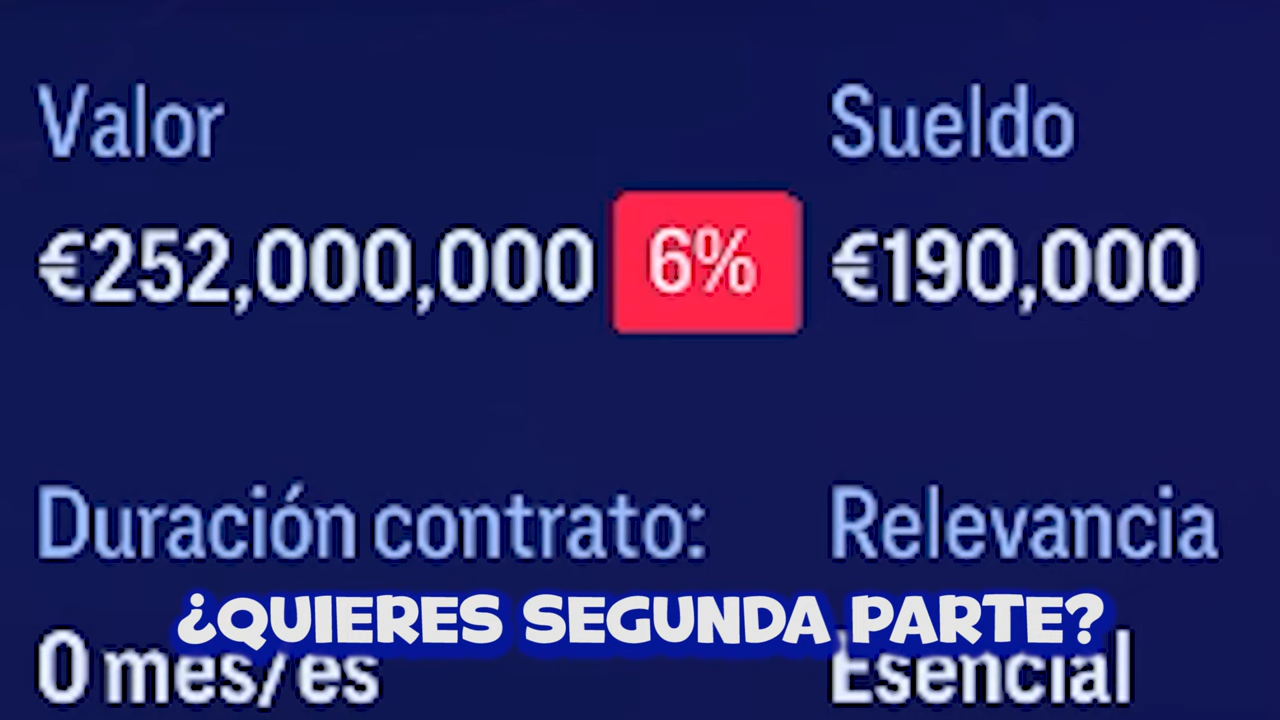 Valor
Sueldo
€252,000,000 6% €190,000
Duración contrato:
Relevancia
¿QUIERES SEGUNDA PARTE?
0 mes/es
Esencial